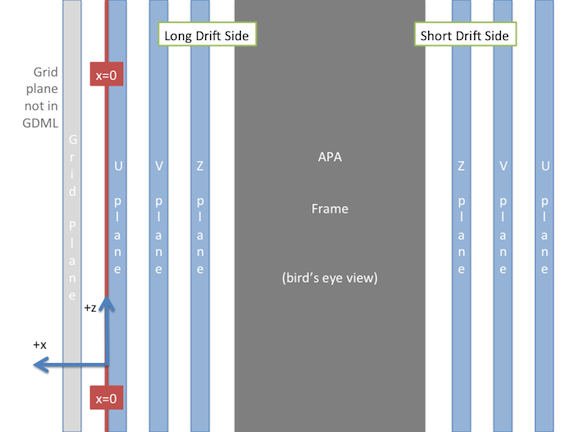 Long Drift Side
Short Drift Side
Grid
plane
not in
GDML
x=0
Grid Plane
U plane
V plane
Z plane
APA
Frame
(bird's eye view)
Z plane
V plane
U plane
+z
+x
x=0